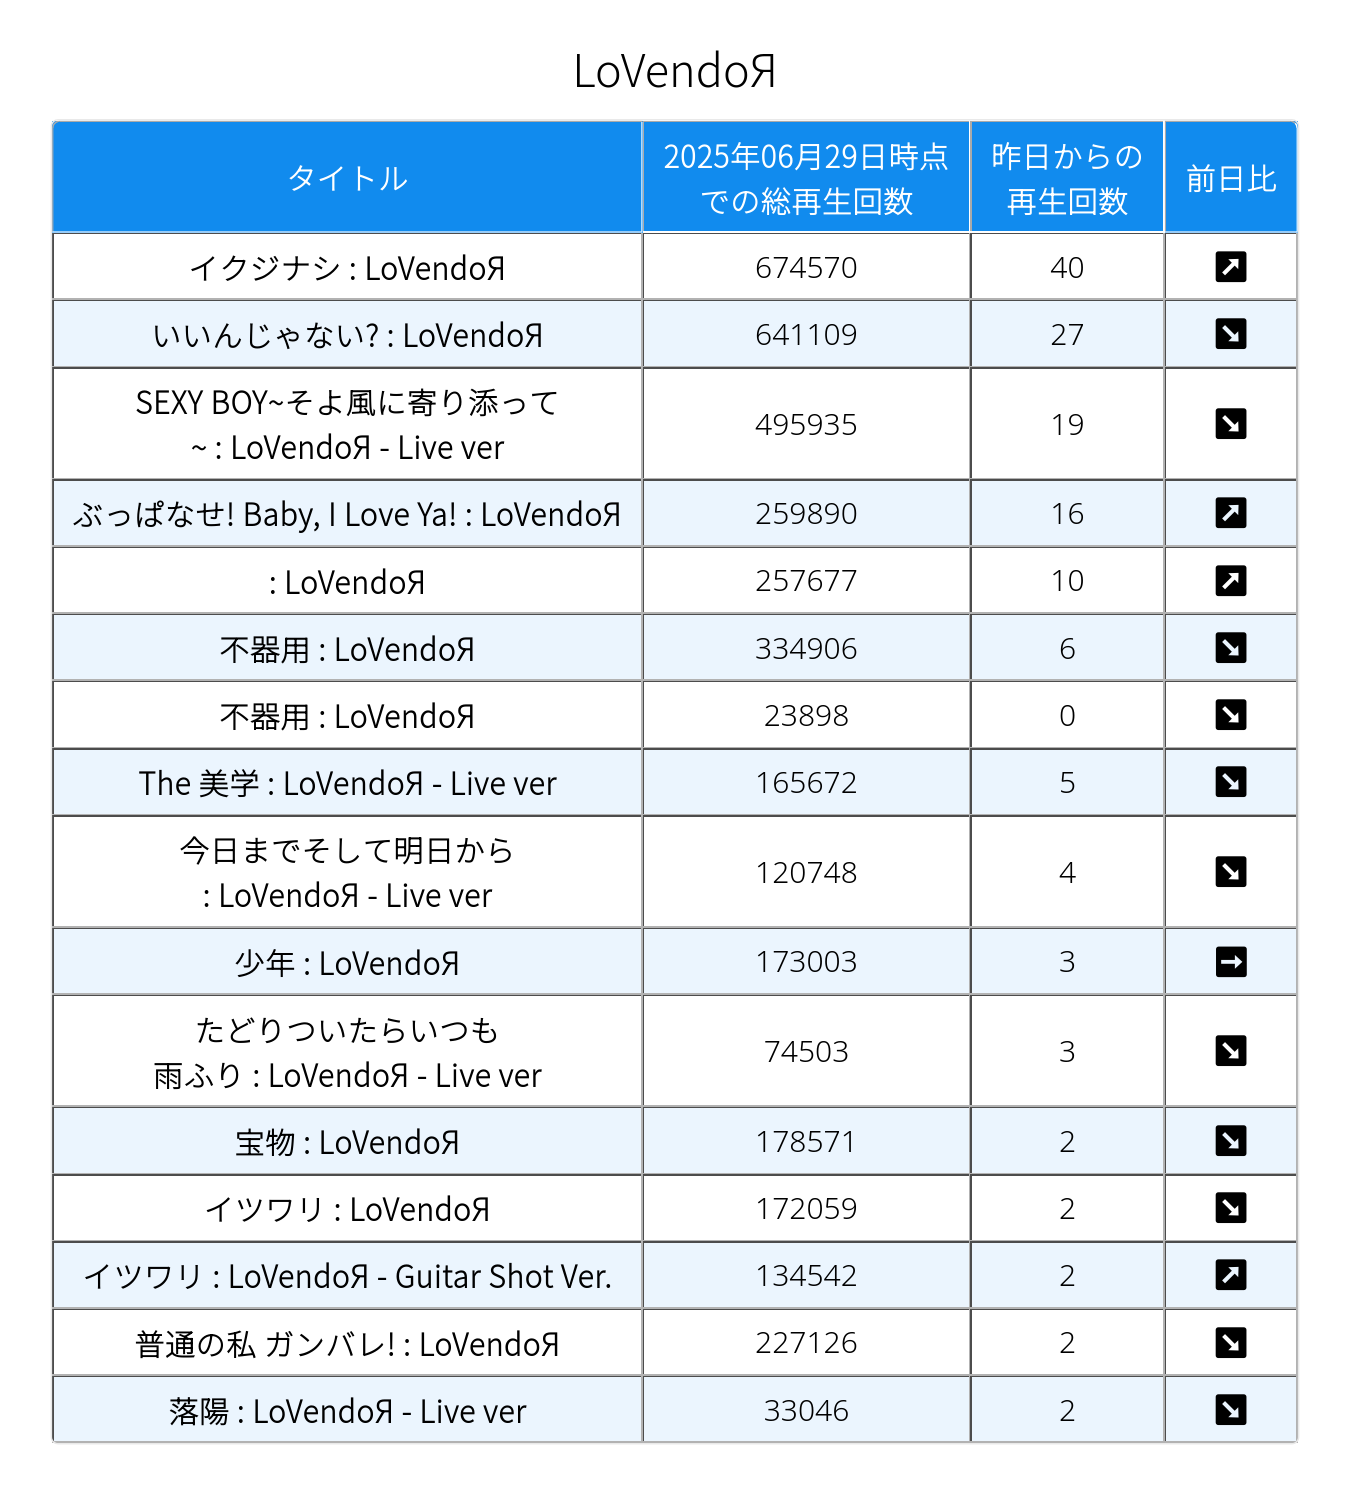 LoVendoЯ
タイトル
2025年06月29日時点
での総再生回数
昨日からの
再生回数
前日比
イクジナシ : LoVendoЯ
674570
40
いいんじゃない? : LoVendoЯ
641109
27
SEXY BOY~そよ風に寄り添って
~ : LoVendoЯ - Live ver
495935
19
ぶっぱなせ! Baby, I Love Ya! : LoVendoЯ
259890
16
: LoVendoЯ
257677
10
不器用 : LoVendoЯ
334906
6
不器用 : LoVendoЯ
23898
0
The 美学 : LoVendoЯ - Live ver
165672
5
今日までそして明日から
: LoVendoЯ - Live ver
120748
4
少年 : LoVendoЯ
173003
3
たどりついたらいつも
雨ふり : LoVendoЯ - Live ver
74503
3
宝物 : LoVendoЯ
178571
2
イツワリ : LoVendoЯ
172059
2
イツワリ : LoVendoЯ - Guitar Shot Ver.
134542
2
普通の私 ガンバレ! : LoVendoЯ
227126
2
落陽 : LoVendoЯ - Live ver
33046
2